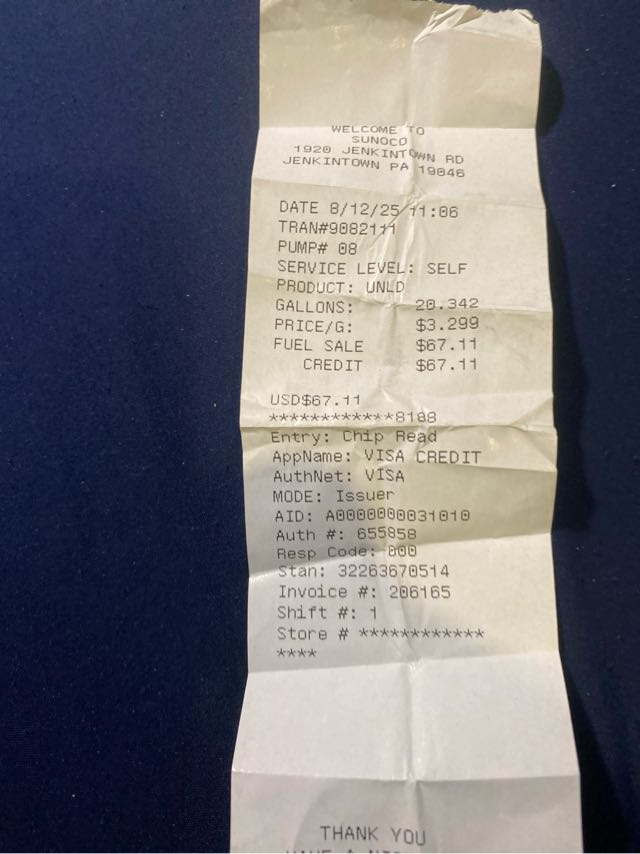 WELCOME TO
SUNOCO
1920 JENKINTOWN RD
JENKINTOWN PA 19046
DATE 8/12/25 11:06
TRAN#9082111
PUMP# 08
SERVICE LEVEL: SELF
PRODUCT: UNLD
GALLONS: 20.342
PRICE/G: $3.299
FUEL SALE $67.11
CREDIT $67.11
USD$67.11
************8188
Entry: Chip Read
AppName: VISA CREDIT
AuthNet: VISA
MODE: Issuer
AID: A0000000031010
Auth #: 655858
Resp Code: 000
Stan: 32263670514
Invoice #: 206165
Shift #: 1
Store # ************
****
THANK YOU
HAVE A